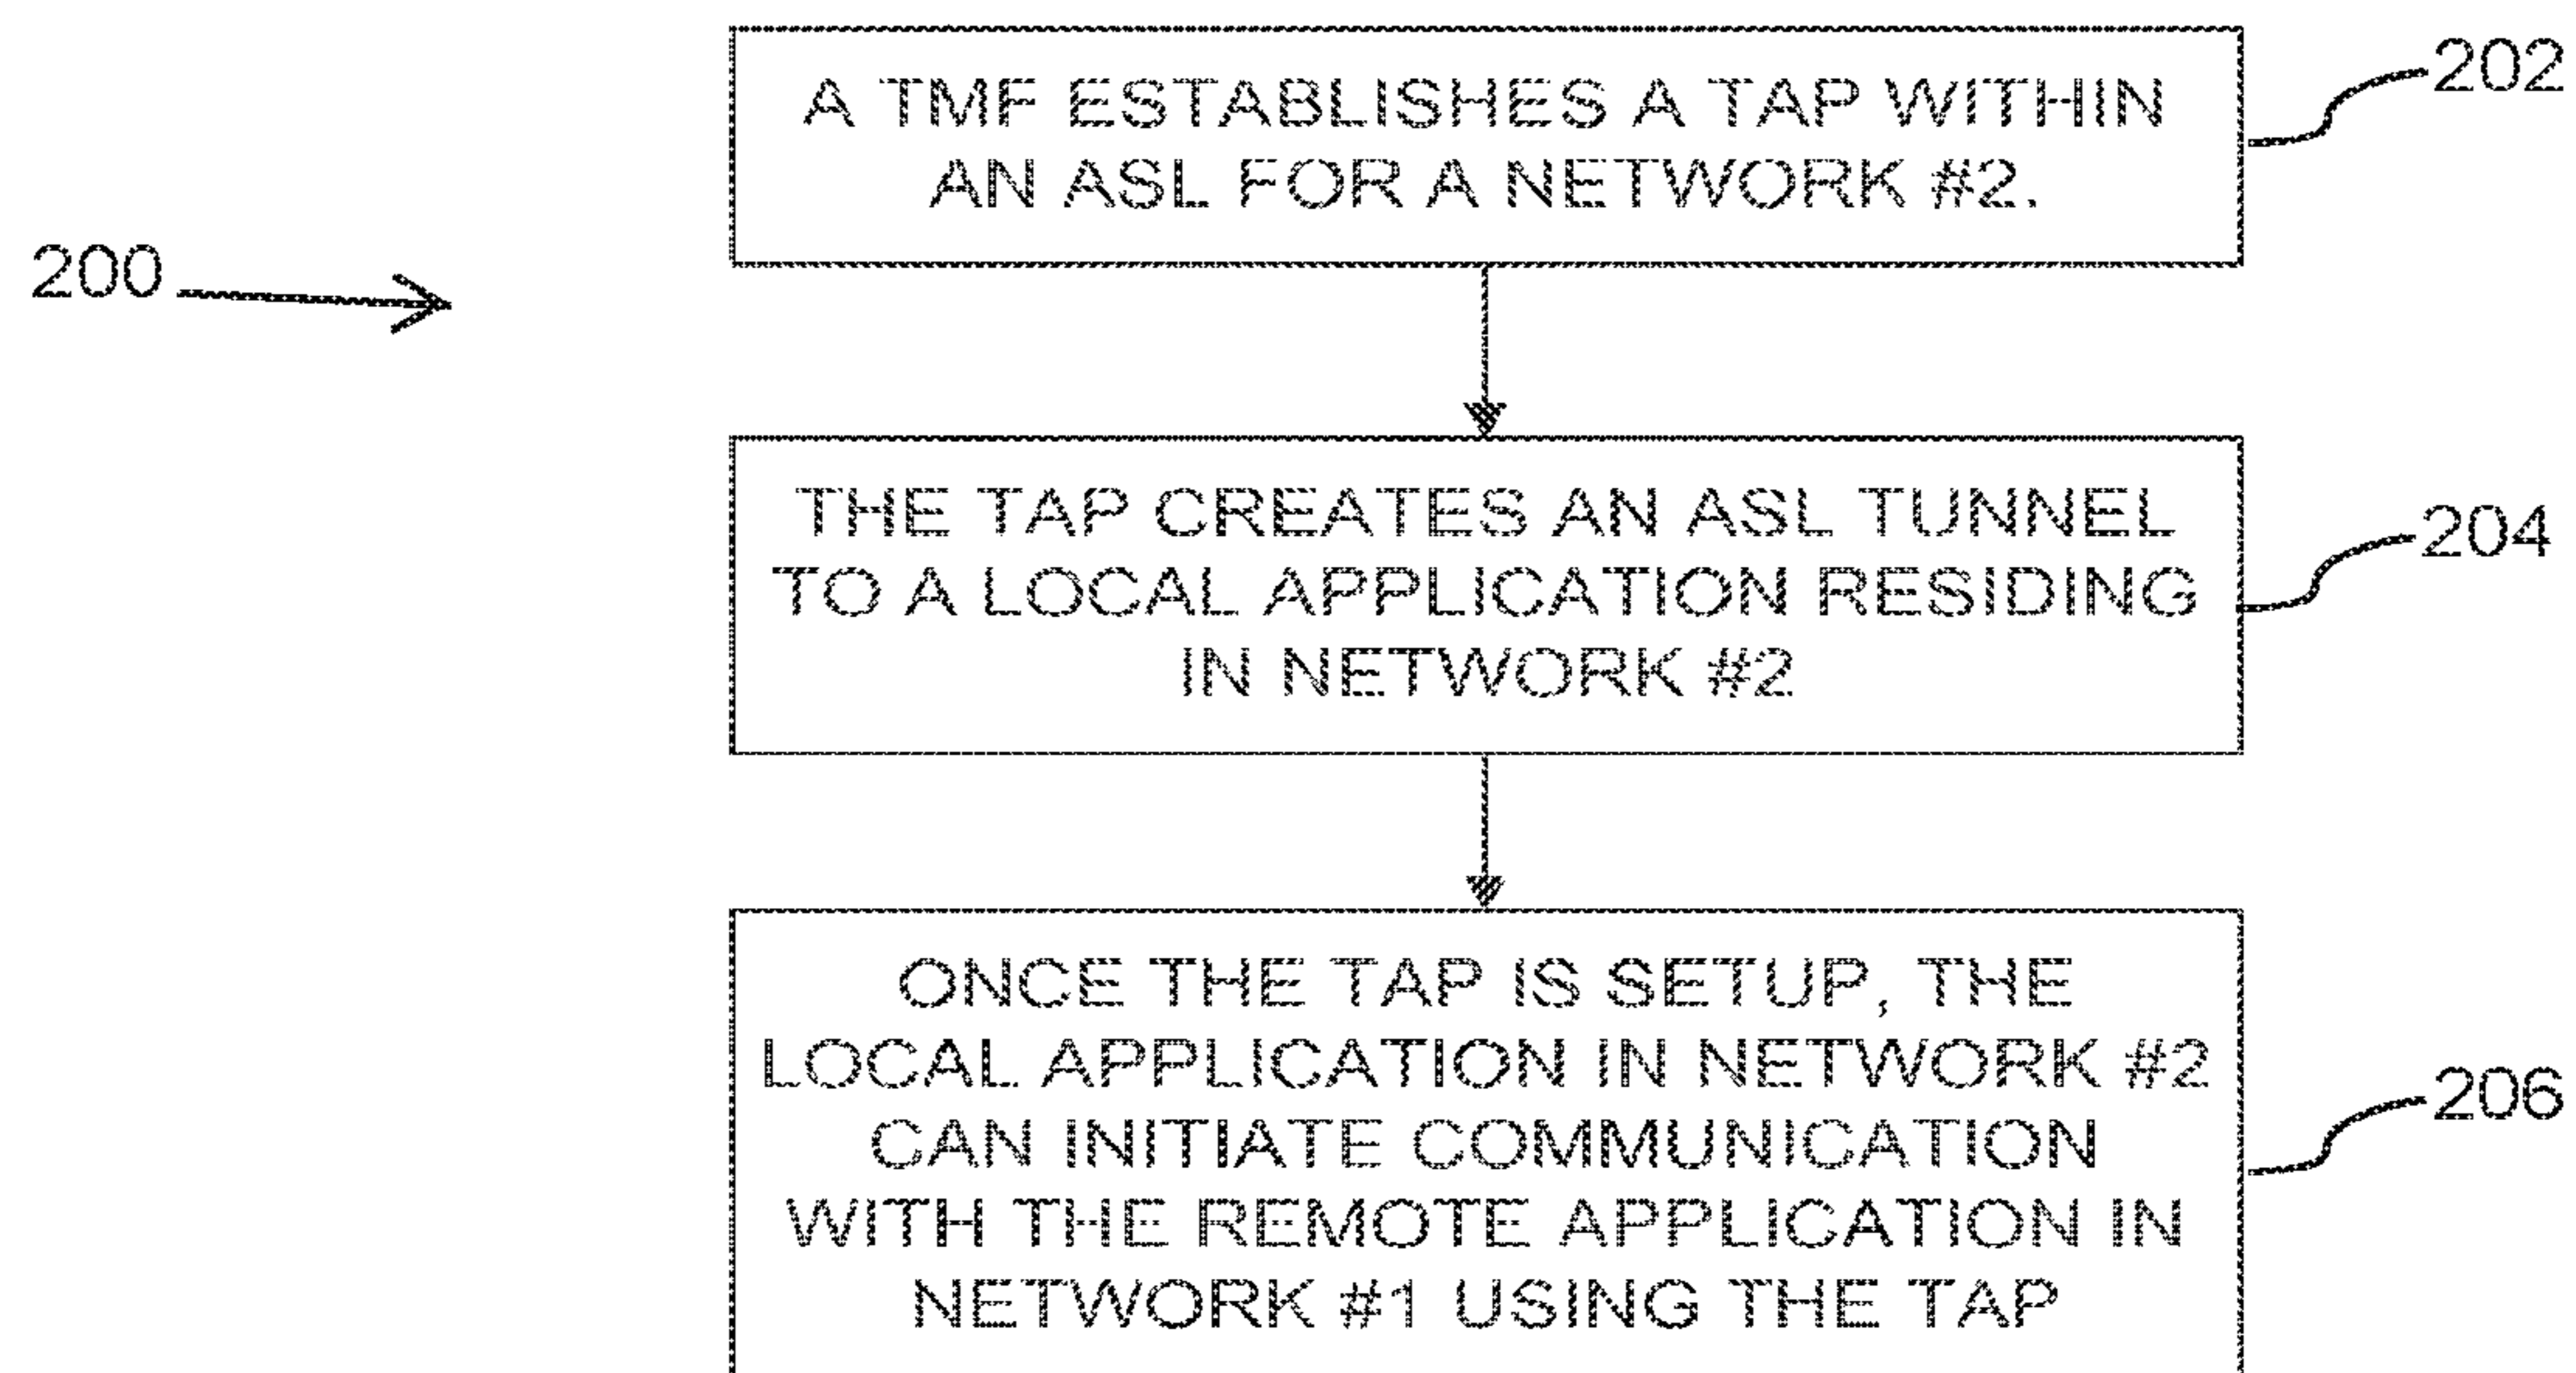 A TMF ESTABLISHES A TAP WITHIN
AN ASL FOR A NETWORK #2.
202
200
THE TAP CREATES AN ASL TUNNEL
TO A LOCAL APPLICATION RESIDING
IN NETWORK #2
204
ONCE THE TAP IS SETUP, THE
LOCAL APPLICATION IN NETWORK #2
CAN INITIATE COMMUNICATION
WITH THE REMOTE APPLICATION IN
NETWORK #1 USING THE TAP
206